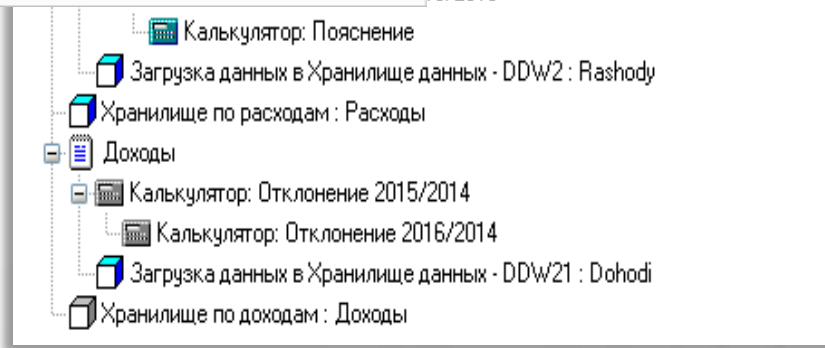 Калькулятор: Пояснение
Загрузка данных в Хранилище данных - DDW2 : Rashody
Хранилище по расходам : Расходы
Доходы
Калькулятор: Отклонение 2015/2014
Калькулятор: Отклонение 2016/2014
Загрузка данных в Хранилище данных - DDW21 : Dohodi
Хранилище по доходам : Доходы